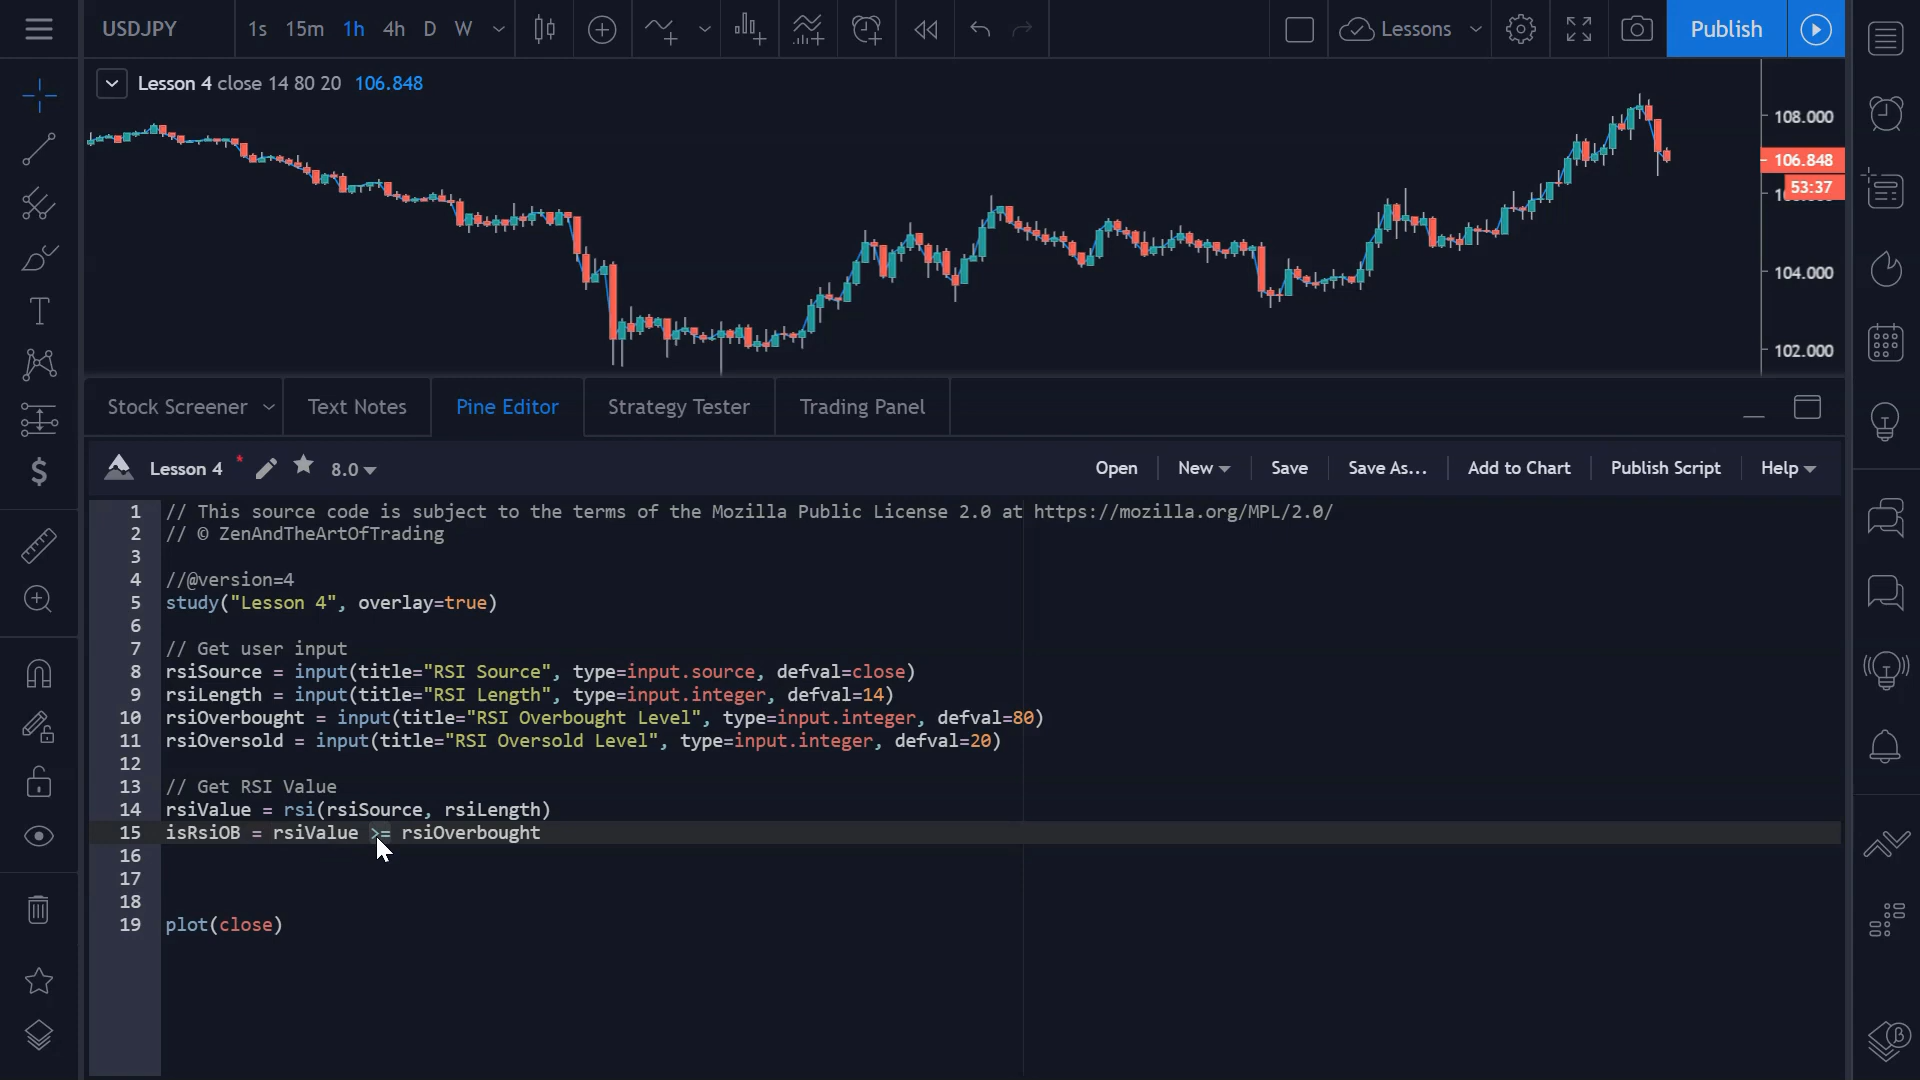 USDJPY
1s 15m 1h 4h D W
Lessons
Publish
Lesson 4 close 14 80 20 106.848
108.000
106.848
53:37
104.000
102.000
Stock Screener
Text Notes
Pine Editor
Strategy Tester
Trading Panel
Lesson 4 * 8.0
Open
New
Save
Save As...
Add to Chart
Publish Script
Help
1 // This source code is subject to the terms of the Mozilla Public License 2.0 at https://mozilla.org/MPL/2.0/
2 // © ZenAndTheArtOfTrading
3
4 //@version=4
5 study("Lesson 4", overlay=true)
6
7 // Get user input
8 rsiSource = input(title="RSI Source", type=input.source, defval=close)
9 rsiLength = input(title="RSI Length", type=input.integer, defval=14)
10 rsiOverbought = input(title="RSI Overbought Level", type=input.integer, defval=80)
11 rsiOversold = input(title="RSI Oversold Level", type=input.integer, defval=20)
12
13 // Get RSI Value
14 rsiValue = rsi(rsiSource, rsiLength)
15 isRsiOB = rsiValue >= rsiOverbought
16
17
18
19 plot(close)